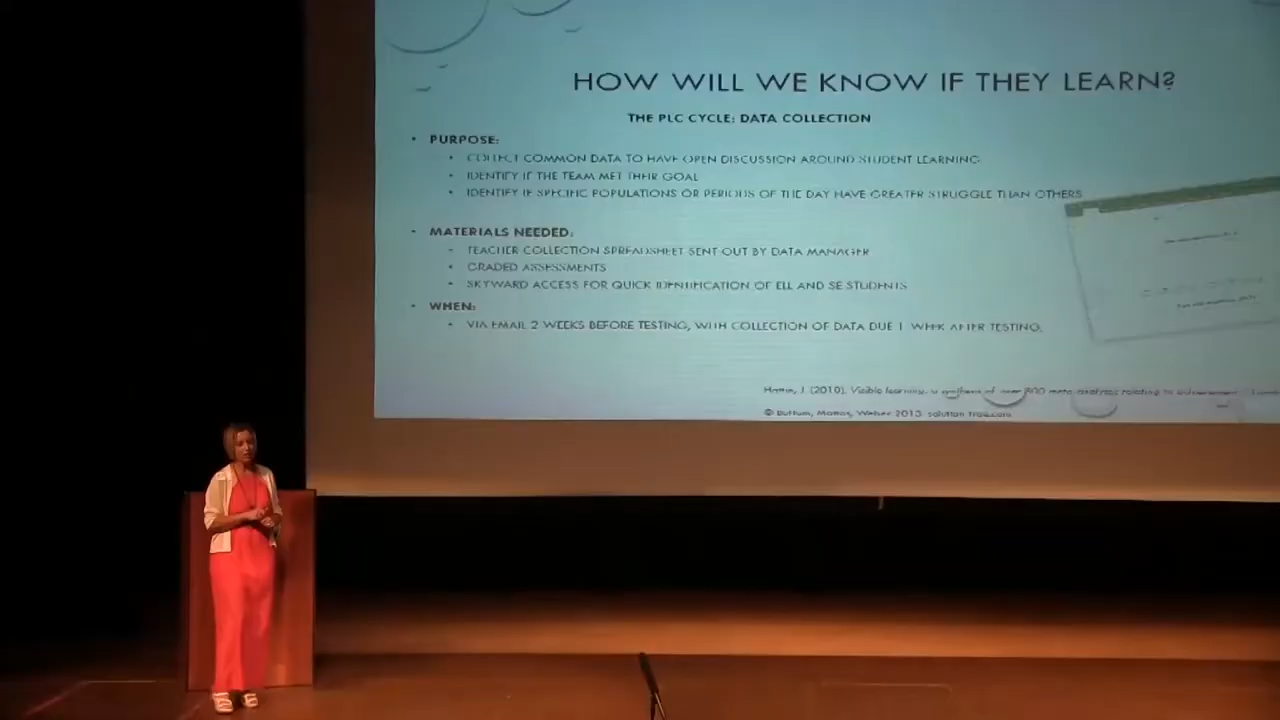 HOW WILL WE KNOW IF THEY LEARN?
THE PLC CYCLE: DATA COLLECTION
• PURPOSE:
• COLLECT COMMON DATA TO HAVE OPEN DISCUSSION AROUND STUDENT LEARNING
• IDENTIFY IF THE TEAM MET THEIR GOAL
• IDENTIFY IF SPECIFIC POPULATIONS OR PERIODS OF THE DAY HAVE GREATER STRUGGLE THAN OTHERS
• MATERIALS NEEDED:
• TEACHER COLLECTION SPREADSHEET SENT OUT BY DATA MANAGER
• GRADED ASSESSMENTS
• SKYWARD ACCESS FOR QUICK IDENTIFICATION OF ELL AND SE STUDENTS
• WHEN:
• VIA EMAIL 2 WEEKS BEFORE TESTING, WITH COLLECTION OF DATA DUE 1 WEEK AFTER TESTING.
Hattie, J. (2010). Visible learning: a synthesis of over 800 meta-analyses relating to achievement.
© Buffum, Mattos, Weber 2013. solution